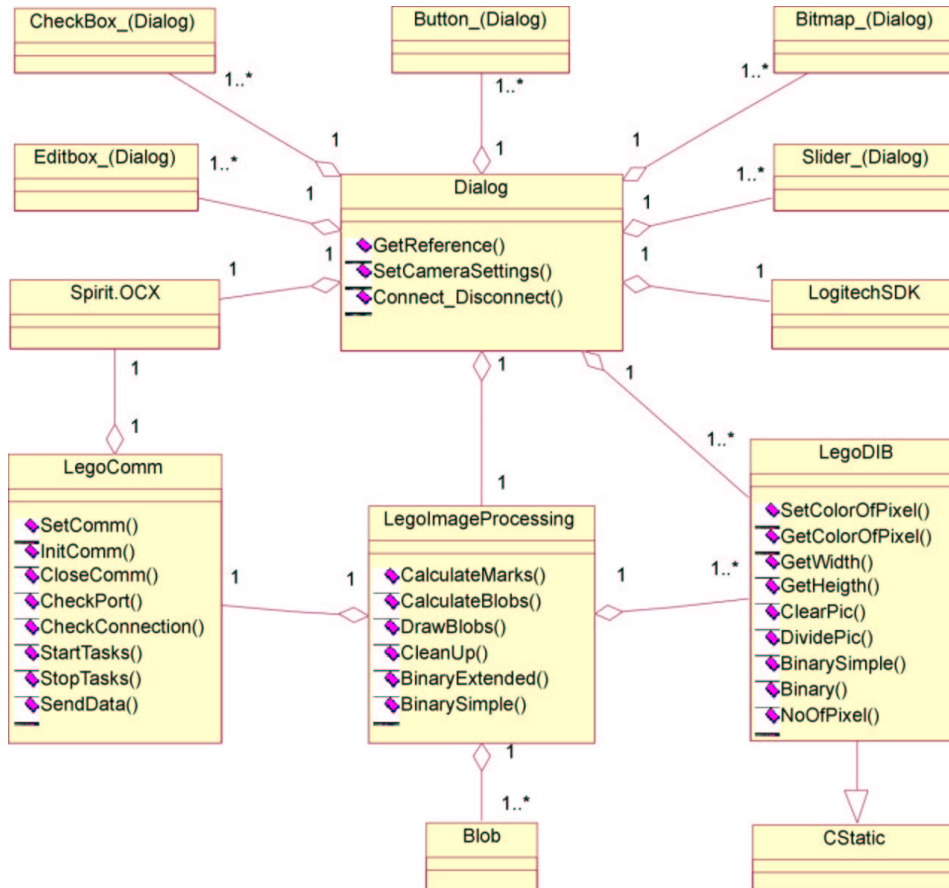 CheckBox_(Dialog)
Button_(Dialog)
Bitmap_(Dialog)
1..*
1..*
1..*
1
1
1
Editbox_(Dialog)
1..*
1
Dialog
GetReference()
SetCameraSettings()
Connect_Disconnect()
Slider_(Dialog)
1..*
1
Spirit.OCX
1
1
LogitechSDK
1
1
1
1
1
1
1..*
1
LegoComm
SetComm()
InitComm()
CloseComm()
CheckPort()
CheckConnection()
StartTasks()
StopTasks()
SendData()
1
1
LegoImageProcessing
CalculateMarks()
CalculateBlobs()
DrawBlobs()
CleanUp()
BinaryExtended()
BinarySimple()
1
1..*
LegoDIB
SetColorOfPixel()
GetColorOfPixel()
GetWidth()
GetHeigth()
ClearPic()
DividePic()
BinarySimple()
Binary()
NoOfPixel()
1
1..*
Blob
CStatic